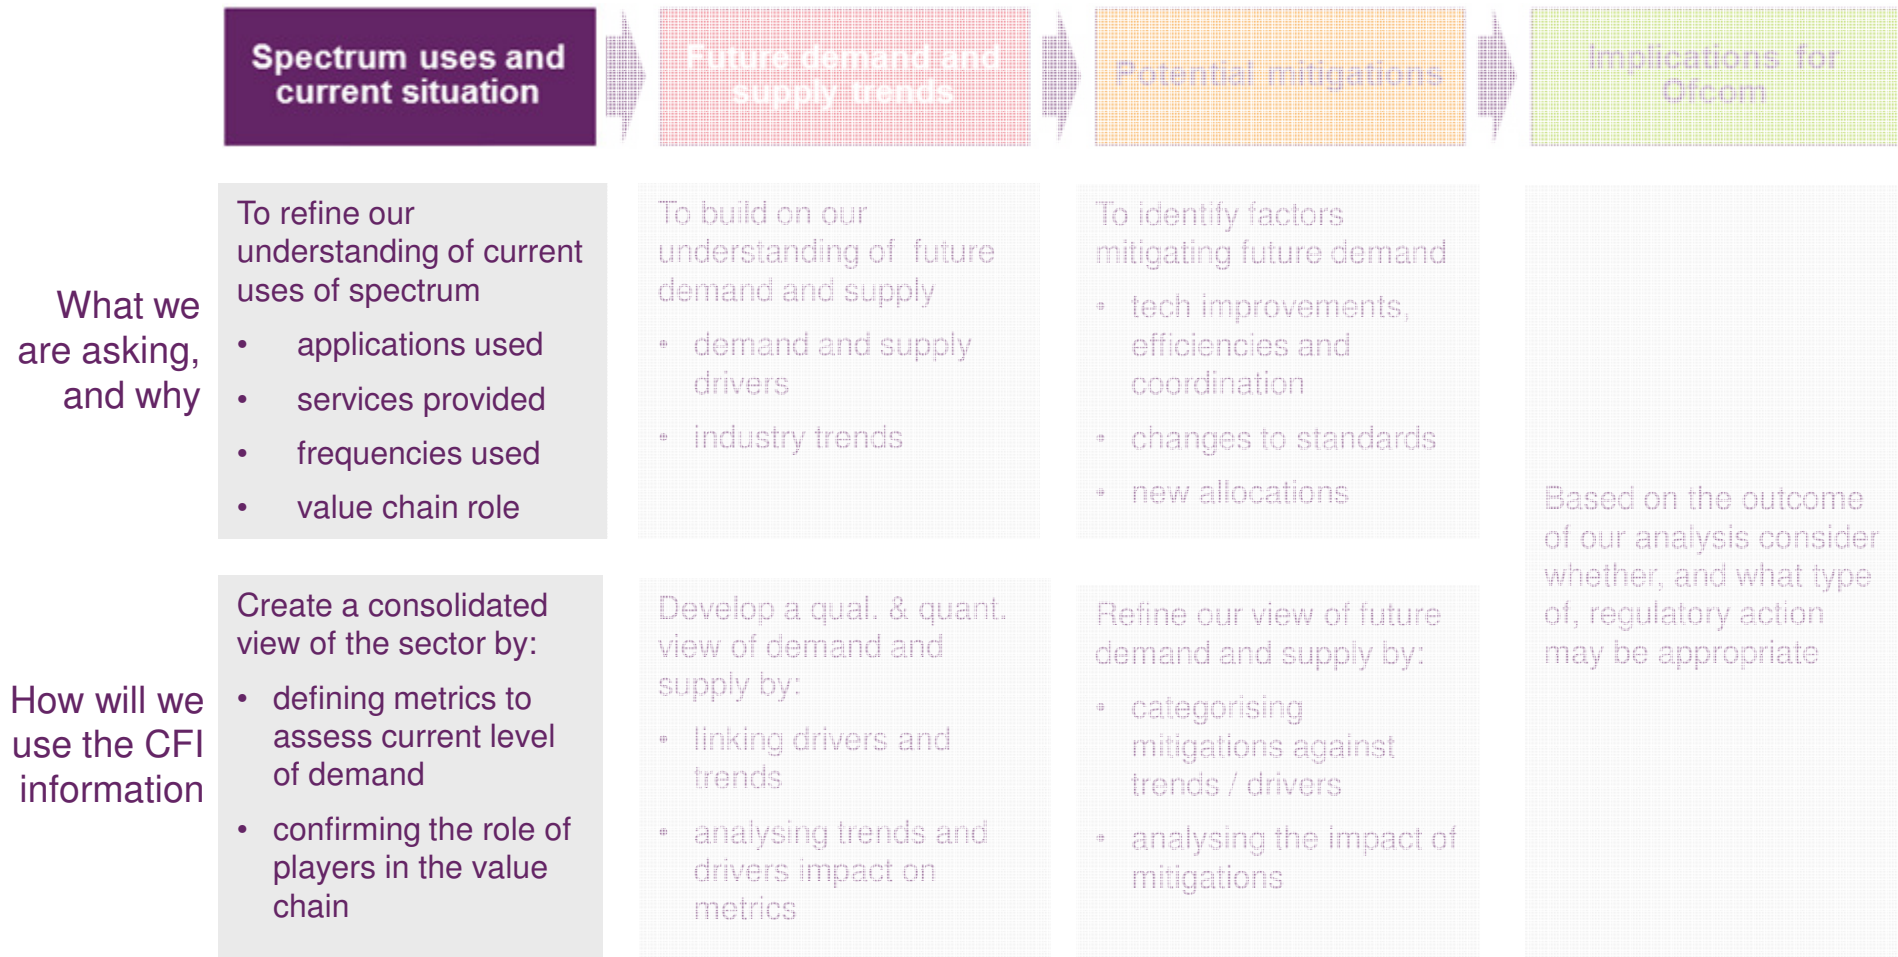 Spectrum uses and
current situation
Future demand and
supply trends
Potential mitigations
Implications for
Ofcom
What we
are asking,
and why
To refine our
understanding of current
uses of spectrum
• applications used
• services provided
• frequencies used
• value chain role
To build on our
understanding of future
demand and supply
• demand and supply
drivers
• industry trends
To identify factors
mitigating future demand
• tech improvements,
efficiencies and
coordination
• changes to standards
• new allocations
How will we
use the CFI
information
Create a consolidated
view of the sector by:
• defining metrics to
assess current level
of demand
• confirming the role of
players in the value
chain
Develop a qual. & quant.
view of demand and
supply by:
• linking drivers and
trends
• analysing trends and
drivers impact on
metrics
Refine our view of future
demand and supply by:
• categorising
mitigations against
trends / drivers
• analysing the impact of
mitigations
Based on the outcome
of our analysis consider
whether, and what type
of, regulatory action
may be appropriate